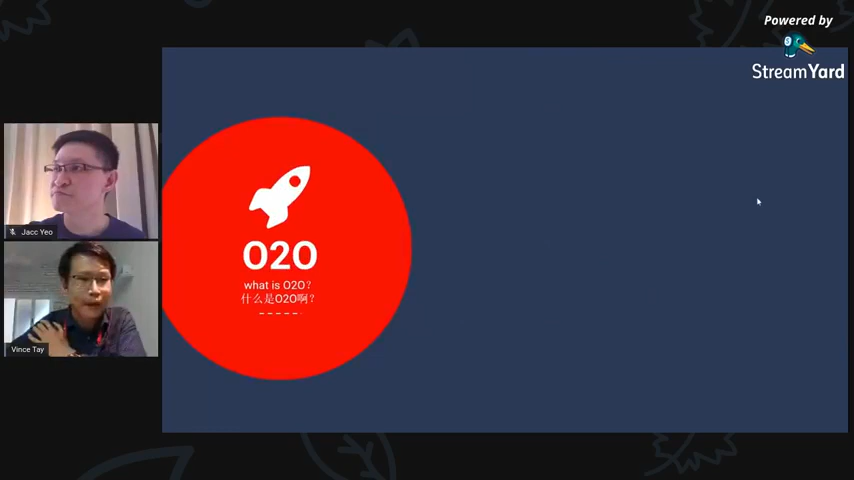 Powered by
StreamYard
Jacc Yeo
Vince Tay
O2O
what is O2O?
什么是O2O啊?